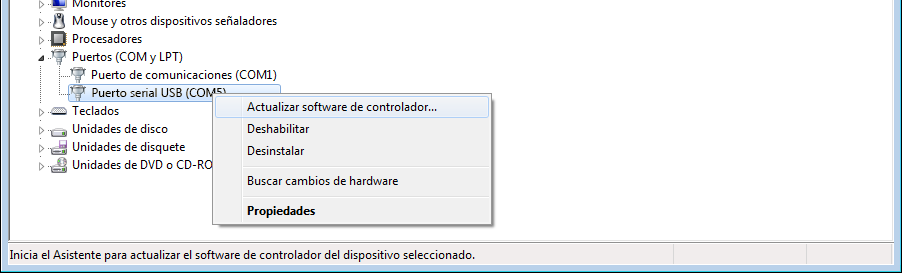 Monitores
Mouse y otros dispositivos señaladores
Procesadores
Puertos (COM y LPT)
Puerto de comunicaciones (COM1)
Puerto serial USB (COM5)
Actualizar software de controlador...
Teclados
Deshabilitar
Unidades de disco
Unidades de disquete
Desinstalar
Unidades de DVD o CD-RO
Buscar cambios de hardware
Propiedades
Inicia el Asistente para actualizar el software de controlador del dispositivo seleccionado.